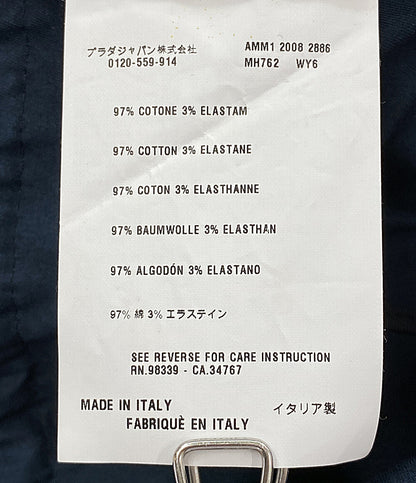 プラダジャパン株式会社 AMM1 2008 2886
0120-559-914 MH762 WY6
97% COTONE 3% ELASTAM
97% COTTON 3% ELASTANE
97% COTON 3% ELASTHANNE
97% BAUMWOLLE 3% ELASTHAN
97% ALGODÓN 3% ELASTANO
97% 綿 3% エラステイン
SEE REVERSE FOR CARE INSTRUCTION
RN.98339 - CA.34767
MADE IN ITALY イタリア製
FABRIQUÈ EN ITALY